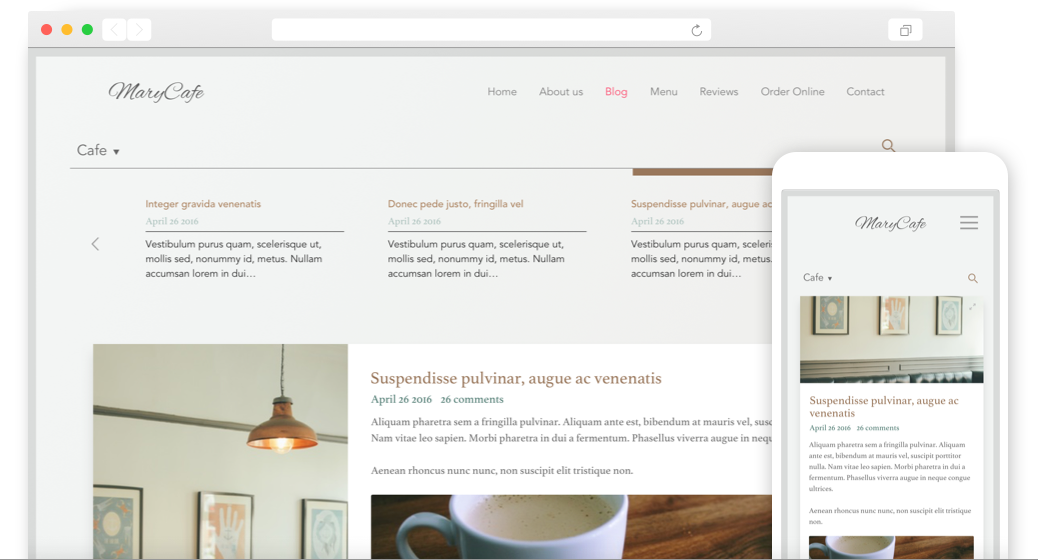 MaryCafe
Home About us Blog Menu Reviews Order Online Contact
Cafe ▾
Integer gravida venenatis
April 26 2016
Vestibulum purus quam, scelerisque ut,
mollis sed, nonummy id, metus. Nullam
accumsan lorem in dui…
Donec pede justo, fringilla vel
April 26 2016
Vestibulum purus quam, scelerisque ut,
mollis sed, nonummy id, metus. Nullam
accumsan lorem in dui…
Suspendisse pulvinar, augue ac
April 26 2016
Vestibulum purus quam,
mollis sed, nonummy id, metus.
accumsan lorem in dui…
Suspendisse pulvinar, augue ac venenatis
April 26 2016 26 comments
Aliquam pharetra sem a fringilla pulvinar. Aliquam ante est, bibendum at mauris vel,
Nam vitae leo sapien. Morbi pharetra in dui a fermentum. Phasellus viverra augue in
Aenean rhoncus nunc nunc, non suscipit elit tristique non.
MaryCafe
Cafe ▾
Suspendisse pulvinar, augue ac
venenatis
April 26 2016 26 comments
Aliquam pharetra sem a fringilla pulvinar. Aliquam
ante est, bibendum at mauris vel, suscipit porttitor
nulla. Nam vitae leo sapien. Morbi pharetra in dui a
fermentum. Phasellus viverra augue in neque congue
ultrices.
Aenean rhoncus nunc nunc, non suscipit elit tristique
non.